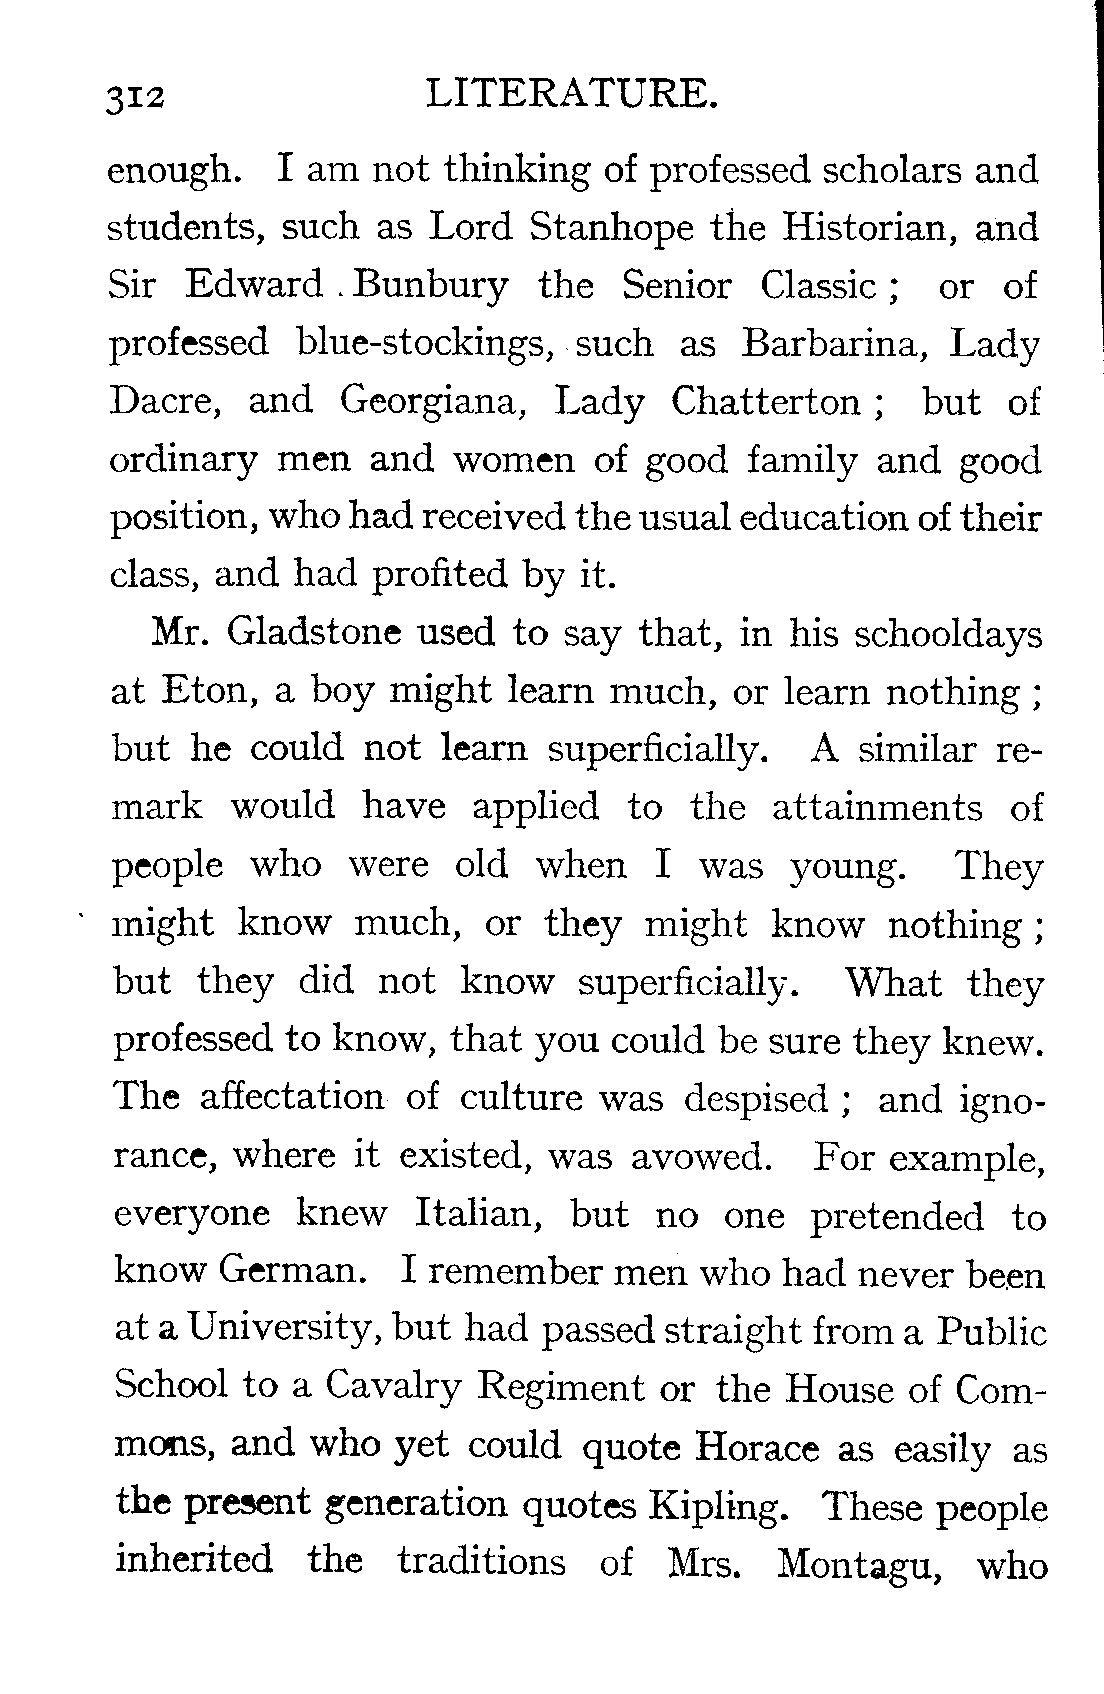 312 LITERATURE.
enough. I am not thinking of professed scholars and
students, such as Lord Stanhope the Historian, and
Sir Edward Bunbury the Senior Classic ; or of
professed blue-stockings, such as Barbarina, Lady
Dacre, and Georgiana, Lady Chatterton ; but of
ordinary men and women of good family and good
position, who had received the usual education of their
class, and had profited by it.
Mr. Gladstone used to say that, in his schooldays
at Eton, a boy might learn much, or learn nothing ;
but he could not learn superficially. A similar re-
mark would have applied to the attainments of
people who were old when I was young. They
might know much, or they might know nothing ;
but they did not know superficially. What they
professed to know, that you could be sure they knew.
The affectation of culture was despised ; and igno-
rance, where it existed, was avowed. For example,
everyone knew Italian, but no one pretended to
know German. I remember men who had never been
at a University, but had passed straight from a Public
School to a Cavalry Regiment or the House of Com-
mons, and who yet could quote Horace as easily as
the present generation quotes Kipling. These people
inherited the traditions of Mrs. Montagu, who